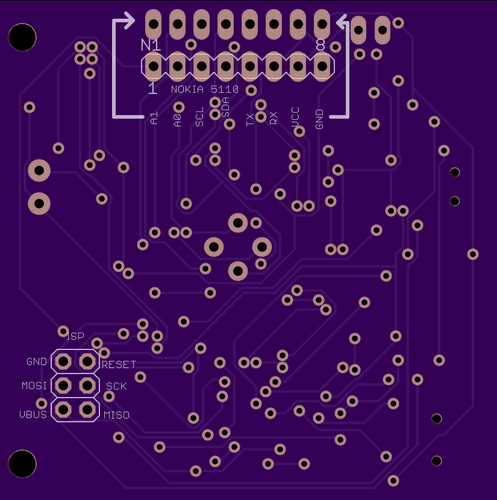 N1 8
1 NOKIA 5110
A1 A0 SCL SDA TX RX VCC GND
ISP
GND RESET
MOSI SCK
VBUS MISO